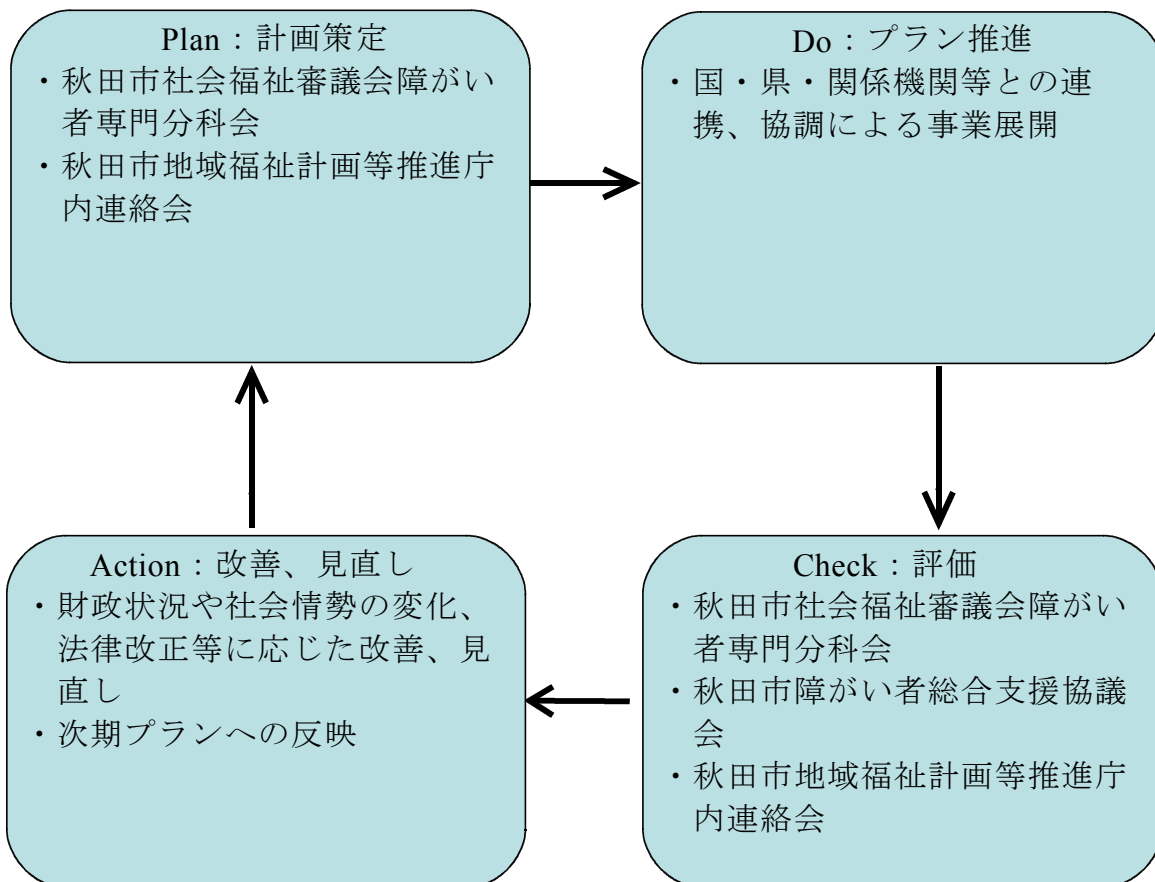 Plan：計画策定
・秋田市社会福祉審議会障がい
者専門分科会
・秋田市地域福祉計画等推進庁
内連絡会
Do：プラン推進
・国・県・関係機関等との連
携、協調による事業展開
Action：改善、見直し
・財政状況や社会情勢の変化、
法律改正等に応じた改善、見
直し
・次期プランへの反映
Check：評価
・秋田市社会福祉審議会障がい
者専門分科会
・秋田市障がい者総合支援協議
会
・秋田市地域福祉計画等推進庁
内連絡会